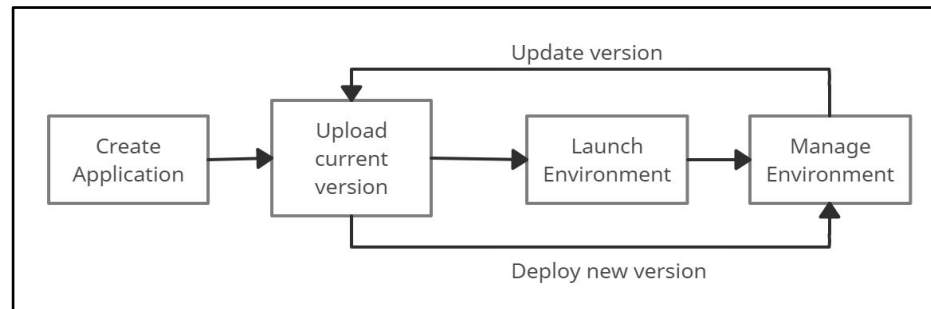 Update version
Create
Application
Upload
current
version
Launch
Environment
Manage
Environment
Deploy new version